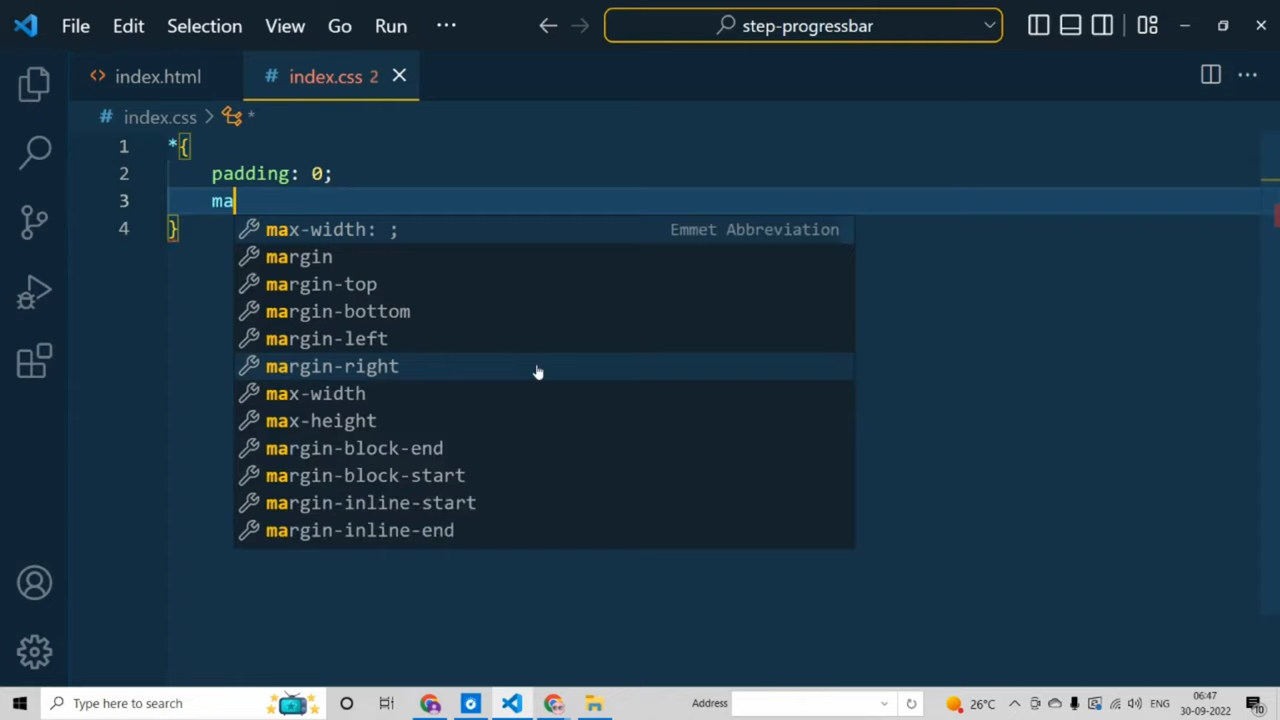 File Edit Selection View Go Run ··· step-progressbar
index.html # index.css 2
# index.css > *
1 *{
2 padding: 0;
3 ma
4 }
max-width: ; Emmet Abbreviation
margin
margin-top
margin-bottom
margin-left
margin-right
max-width
max-height
margin-block-end
margin-block-start
margin-inline-start
margin-inline-end
Type here to search Address 26°C ENG 06:47
30-09-2022 10